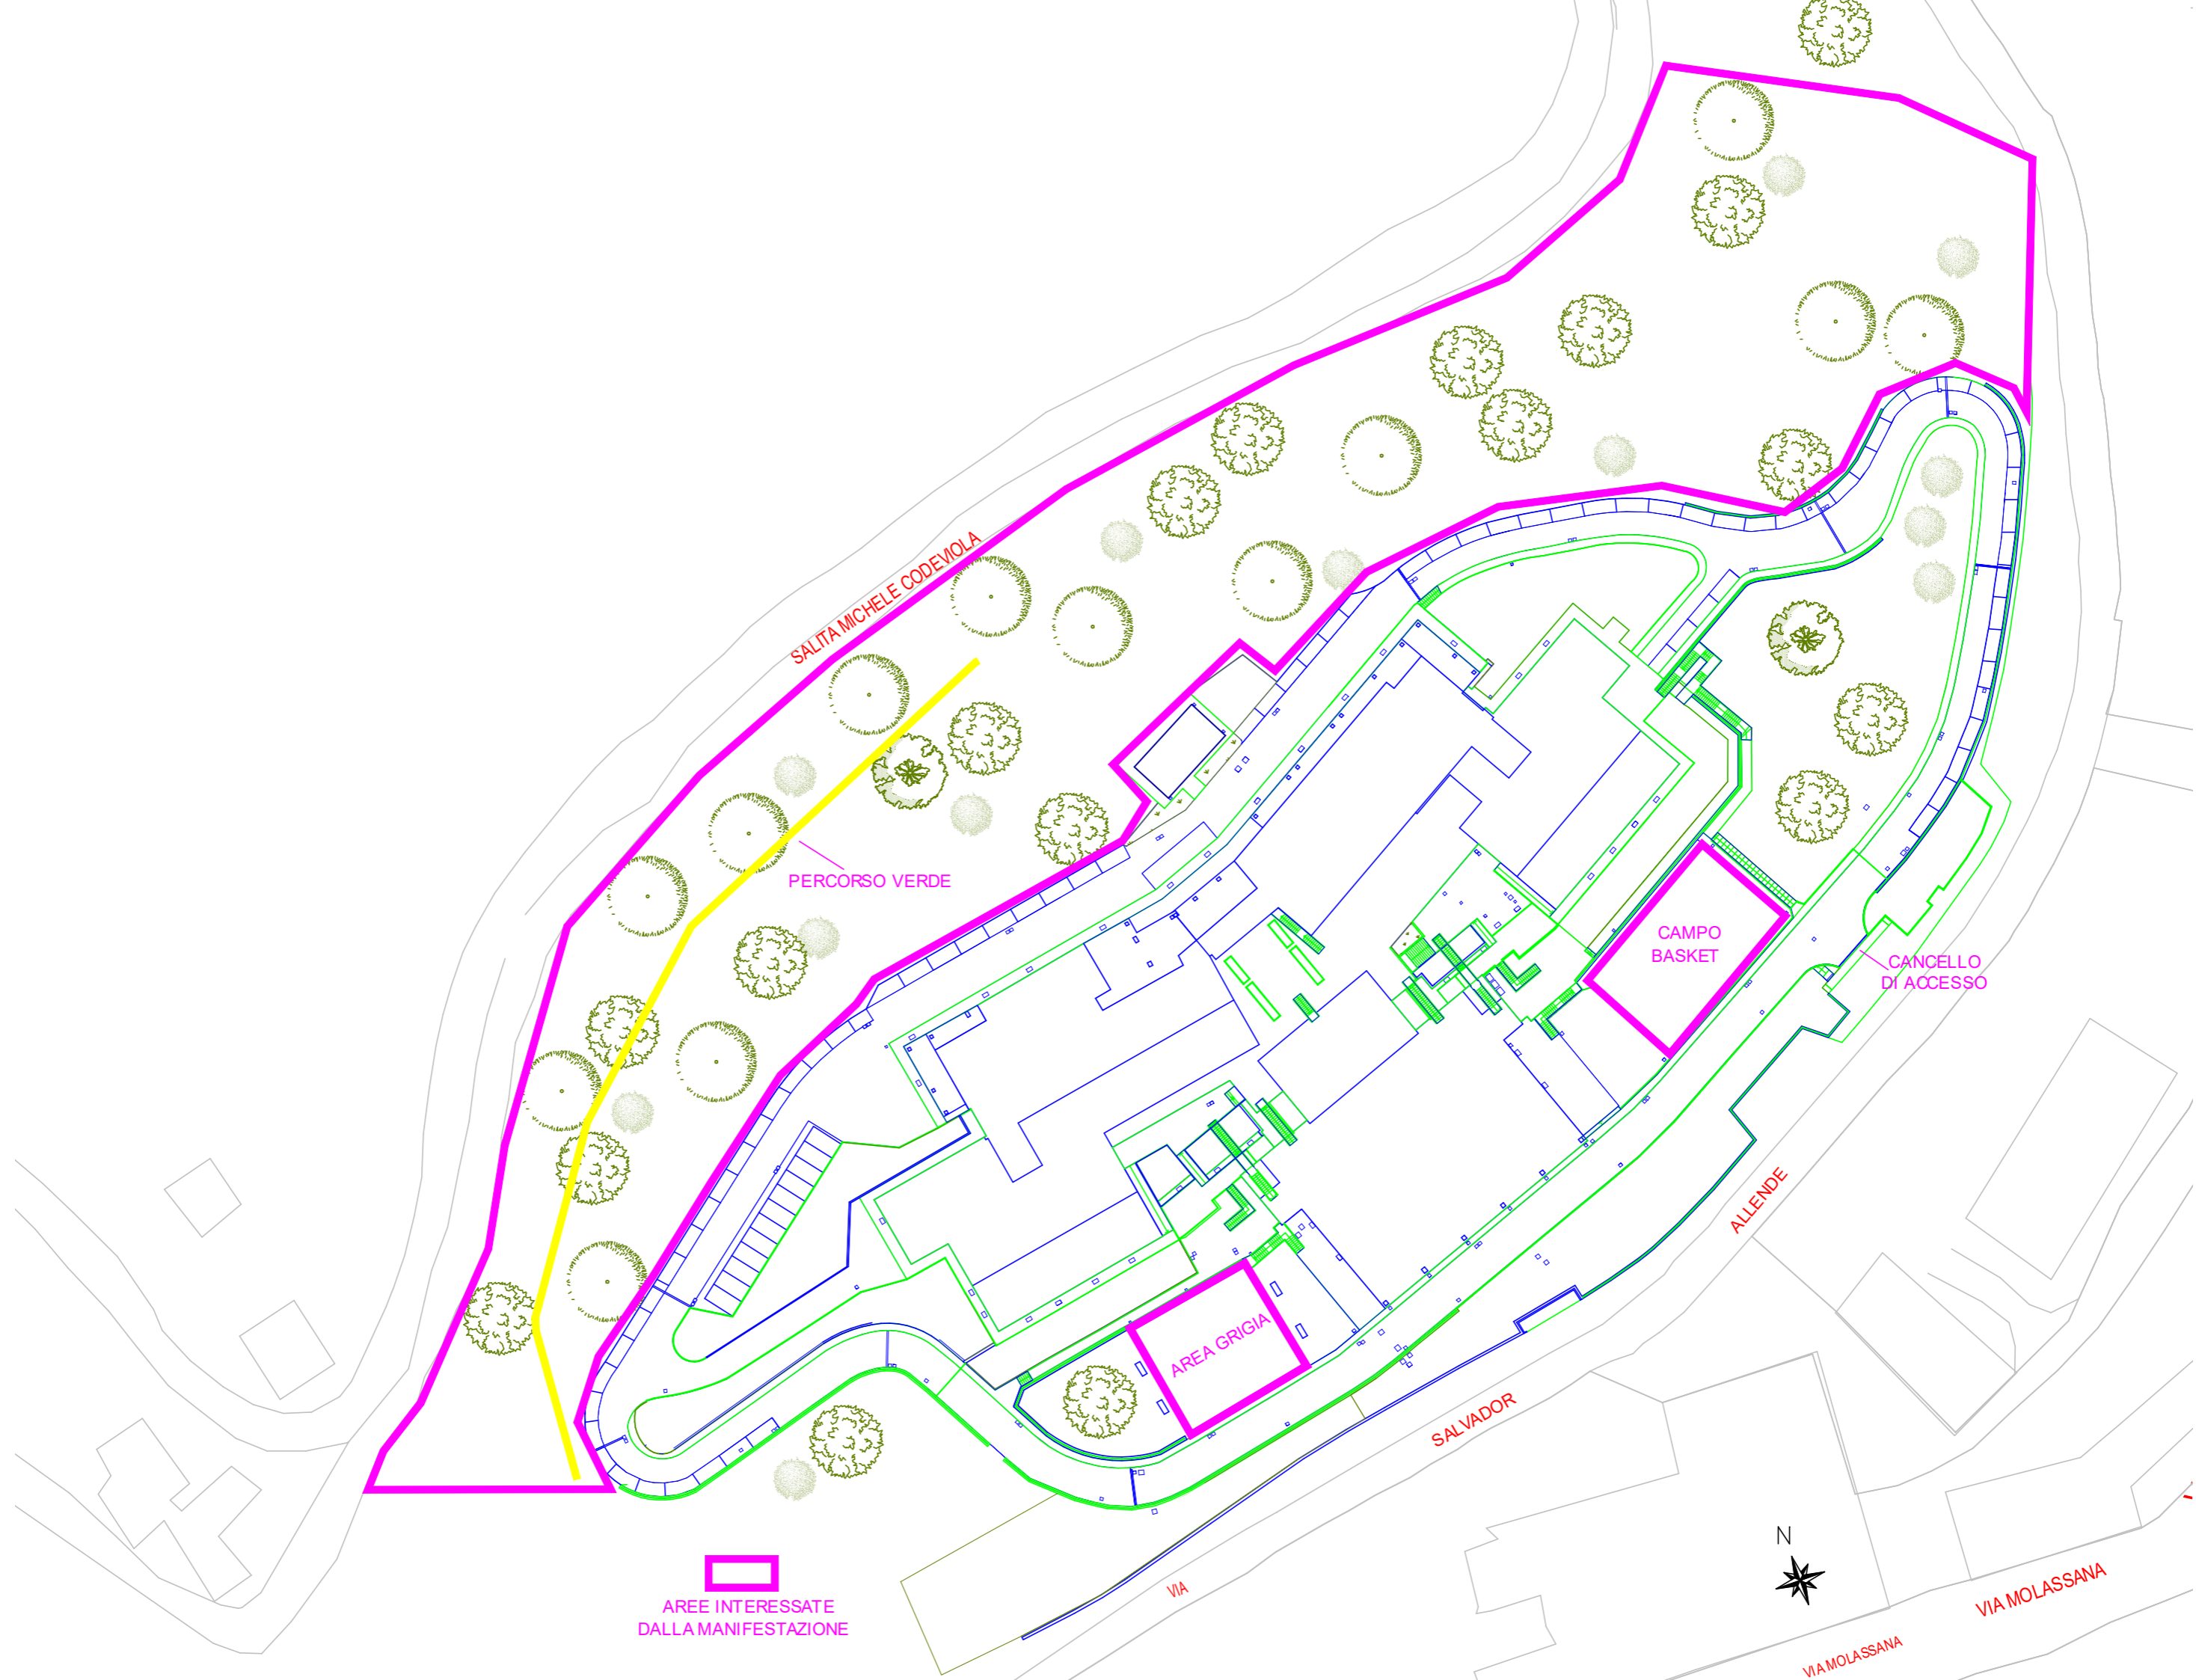 SALITA MICHELE CODEVIOLA
PERCORSO VERDE
CAMPO
BASKET
CANCELLO
DI ACCESSO
ALLENDE
AREA GRIGIA
SALVADOR
VIA
N
AREE INTERESSATE
DALLA MANIFESTAZIONE
VIA MOLASSANA
VIA MOLASSANA